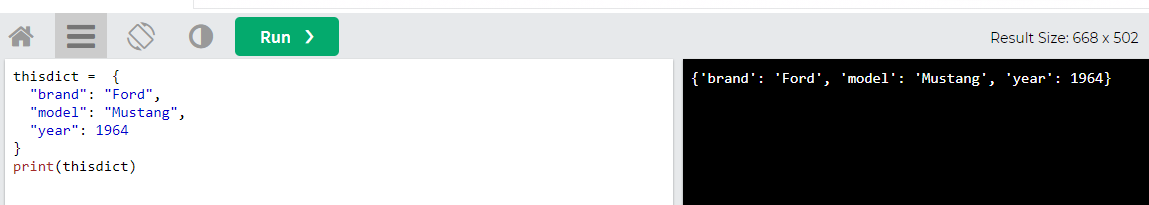 Run ❯
Result Size: 668 x 502
thisdict =  {
  "brand": "Ford",
  "model": "Mustang",
  "year": 1964
}
print(thisdict)
{'brand': 'Ford', 'model': 'Mustang', 'year': 1964}